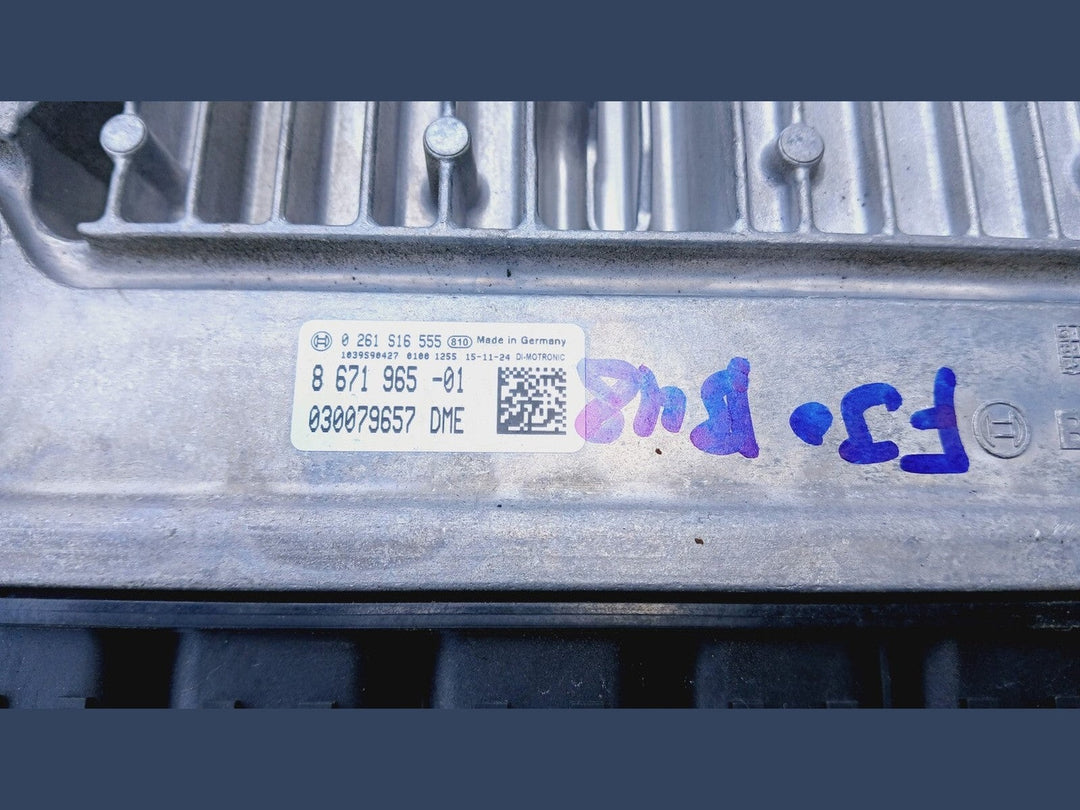 0 261 S16 555 810 Made in Germany
1039S90427 0100 1255 15-11-24 DI-MOTRONIC
8 671 965 -01
030079657 DME
F3. B48